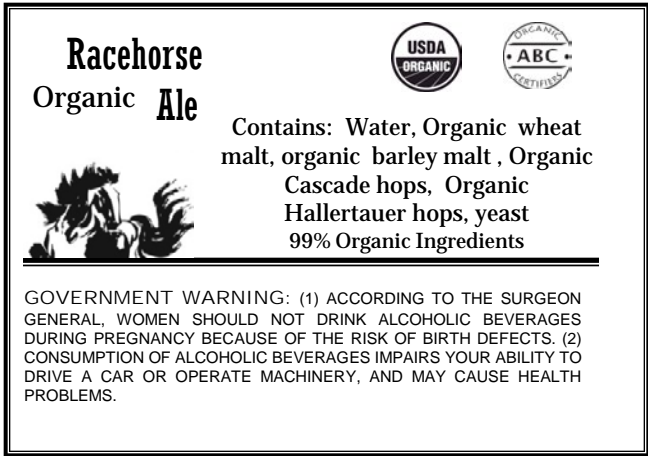 Racehorse
Organic Ale
USDA
ORGANIC
ORGANIC
ABC
CERTIFIERS
Contains: Water, Organic wheat
malt, organic barley malt , Organic
Cascade hops, Organic
Hallertauer hops, yeast
99% Organic Ingredients
GOVERNMENT WARNING: (1) ACCORDING TO THE SURGEON
GENERAL, WOMEN SHOULD NOT DRINK ALCOHOLIC BEVERAGES
DURING PREGNANCY BECAUSE OF THE RISK OF BIRTH DEFECTS. (2)
CONSUMPTION OF ALCOHOLIC BEVERAGES IMPAIRS YOUR ABILITY TO
DRIVE A CAR OR OPERATE MACHINERY, AND MAY CAUSE HEALTH
PROBLEMS.